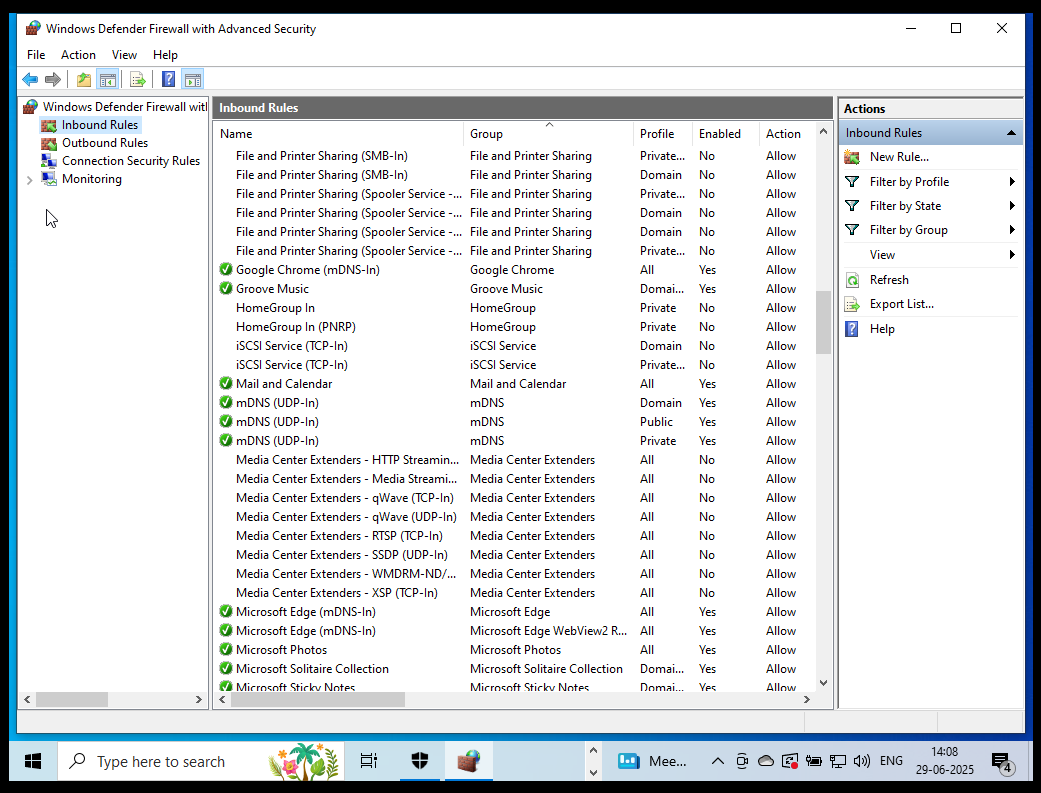 Windows Defender Firewall with Advanced Security
File Action View Help
Windows Defender Firewall with
Inbound Rules
Outbound Rules
Connection Security Rules
Monitoring
Inbound Rules
Name Group Profile Enabled Action
File and Printer Sharing (SMB-In) File and Printer Sharing Private... No Allow
File and Printer Sharing (SMB-In) File and Printer Sharing Domain No Allow
File and Printer Sharing (Spooler Service -... File and Printer Sharing Private... No Allow
File and Printer Sharing (Spooler Service -... File and Printer Sharing Domain No Allow
File and Printer Sharing (Spooler Service -... File and Printer Sharing Domain No Allow
File and Printer Sharing (Spooler Service -... File and Printer Sharing Private... No Allow
Google Chrome (mDNS-In) Google Chrome All Yes Allow
Groove Music Groove Music Domai... Yes Allow
HomeGroup In HomeGroup Private No Allow
HomeGroup In (PNRP) HomeGroup Private No Allow
iSCSI Service (TCP-In) iSCSI Service Domain No Allow
iSCSI Service (TCP-In) iSCSI Service Private... No Allow
Mail and Calendar Mail and Calendar All Yes Allow
mDNS (UDP-In) mDNS Domain Yes Allow
mDNS (UDP-In) mDNS Public Yes Allow
mDNS (UDP-In) mDNS Private Yes Allow
Media Center Extenders - HTTP Streamin... Media Center Extenders All No Allow
Media Center Extenders - Media Streami... Media Center Extenders All No Allow
Media Center Extenders - qWave (TCP-In) Media Center Extenders All No Allow
Media Center Extenders - qWave (UDP-In) Media Center Extenders All No Allow
Media Center Extenders - RTSP (TCP-In) Media Center Extenders All No Allow
Media Center Extenders - SSDP (UDP-In) Media Center Extenders All No Allow
Media Center Extenders - WMDRM-ND/... Media Center Extenders All No Allow
Media Center Extenders - XSP (TCP-In) Media Center Extenders All No Allow
Microsoft Edge (mDNS-In) Microsoft Edge All Yes Allow
Microsoft Edge (mDNS-In) Microsoft Edge WebView2 R... All Yes Allow
Microsoft Photos Microsoft Photos All Yes Allow
Microsoft Solitaire Collection Microsoft Solitaire Collection Domai... Yes Allow
Microsoft Sticky Notes Microsoft Sticky Notes Domai... Yes Allow
Actions
Inbound Rules
New Rule...
Filter by Profile
Filter by State
Filter by Group
View
Refresh
Export List...
Help
Type here to search
Mee...
ENG
14:08
29-06-2025
4